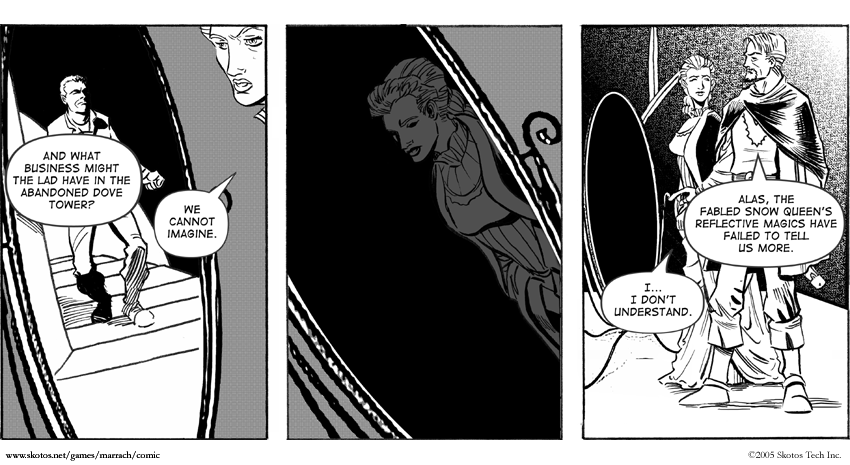 AND WHAT
BUSINESS MIGHT
THE LAD HAVE IN THE
ABANDONED DOVE
TOWER?
WE
CANNOT
IMAGINE.
ALAS, THE
FABLED SNOW QUEEN'S
REFLECTIVE MAGICS HAVE
FAILED TO TELL
US MORE.
I...
I DON'T
UNDERSTAND.
www.skotos.net/games/marrach/comic
©2005 Skotos Tech Inc.